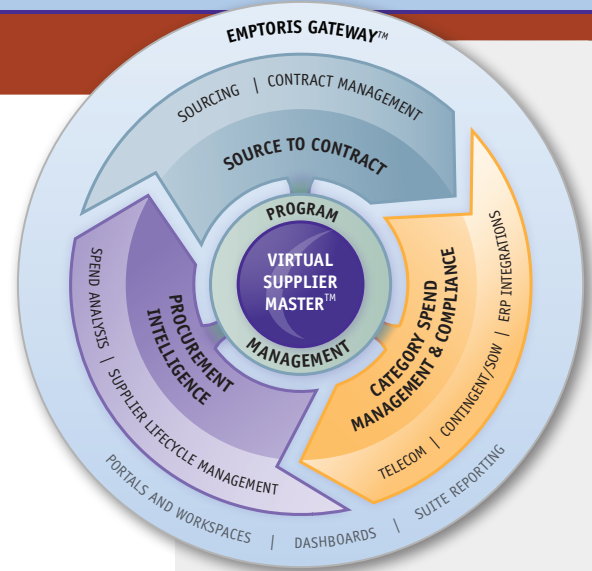 EMPTORIS GATEWAY™
SOURCING | CONTRACT MANAGEMENT
SOURCE TO CONTRACT
PROGRAM
MANAGEMENT
VIRTUAL
SUPPLIER
MASTER™
CATEGORY SPEND
MANAGEMENT & COMPLIANCE
TELECOM | CONTINGENT/SOW | ERP INTEGRATIONS
PROCUREMENT
INTELLIGENCE
SPEND ANALYSIS | SUPPLIER LIFECYCLE MANAGEMENT
PORTALS AND WORKSPACES | DASHBOARDS | SUITE REPORTING